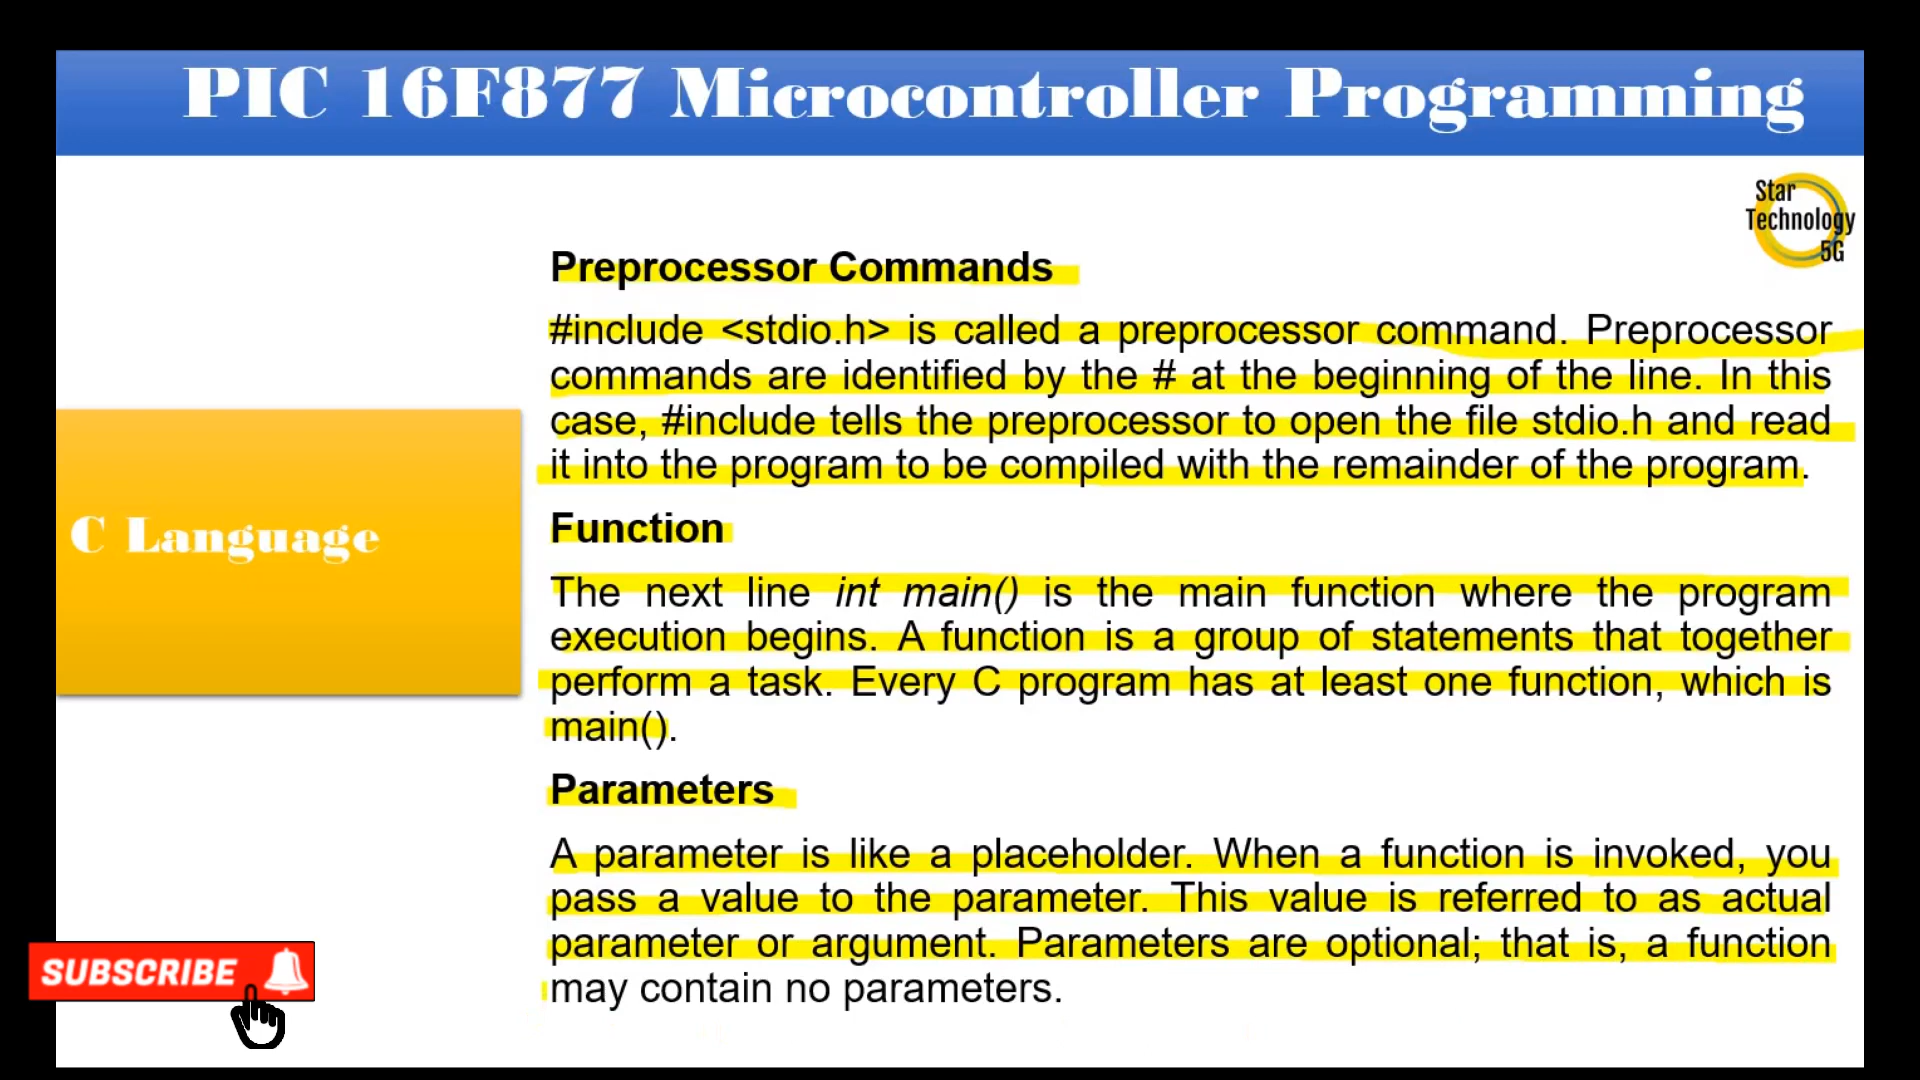 PIC 16F877 Microcontroller Programming
Star
Technology
5G
Preprocessor Commands
#include <stdio.h> is called a preprocessor command. Preprocessor
commands are identified by the # at the beginning of the line. In this
case, #include tells the preprocessor to open the file stdio.h and read
it into the program to be compiled with the remainder of the program.
Function
The next line int main() is the main function where the program
execution begins. A function is a group of statements that together
perform a task. Every C program has at least one function, which is
main().
Parameters
A parameter is like a placeholder. When a function is invoked, you
pass a value to the parameter. This value is referred to as actual
parameter or argument. Parameters are optional; that is, a function
may contain no parameters.
C Language
SUBSCRIBE